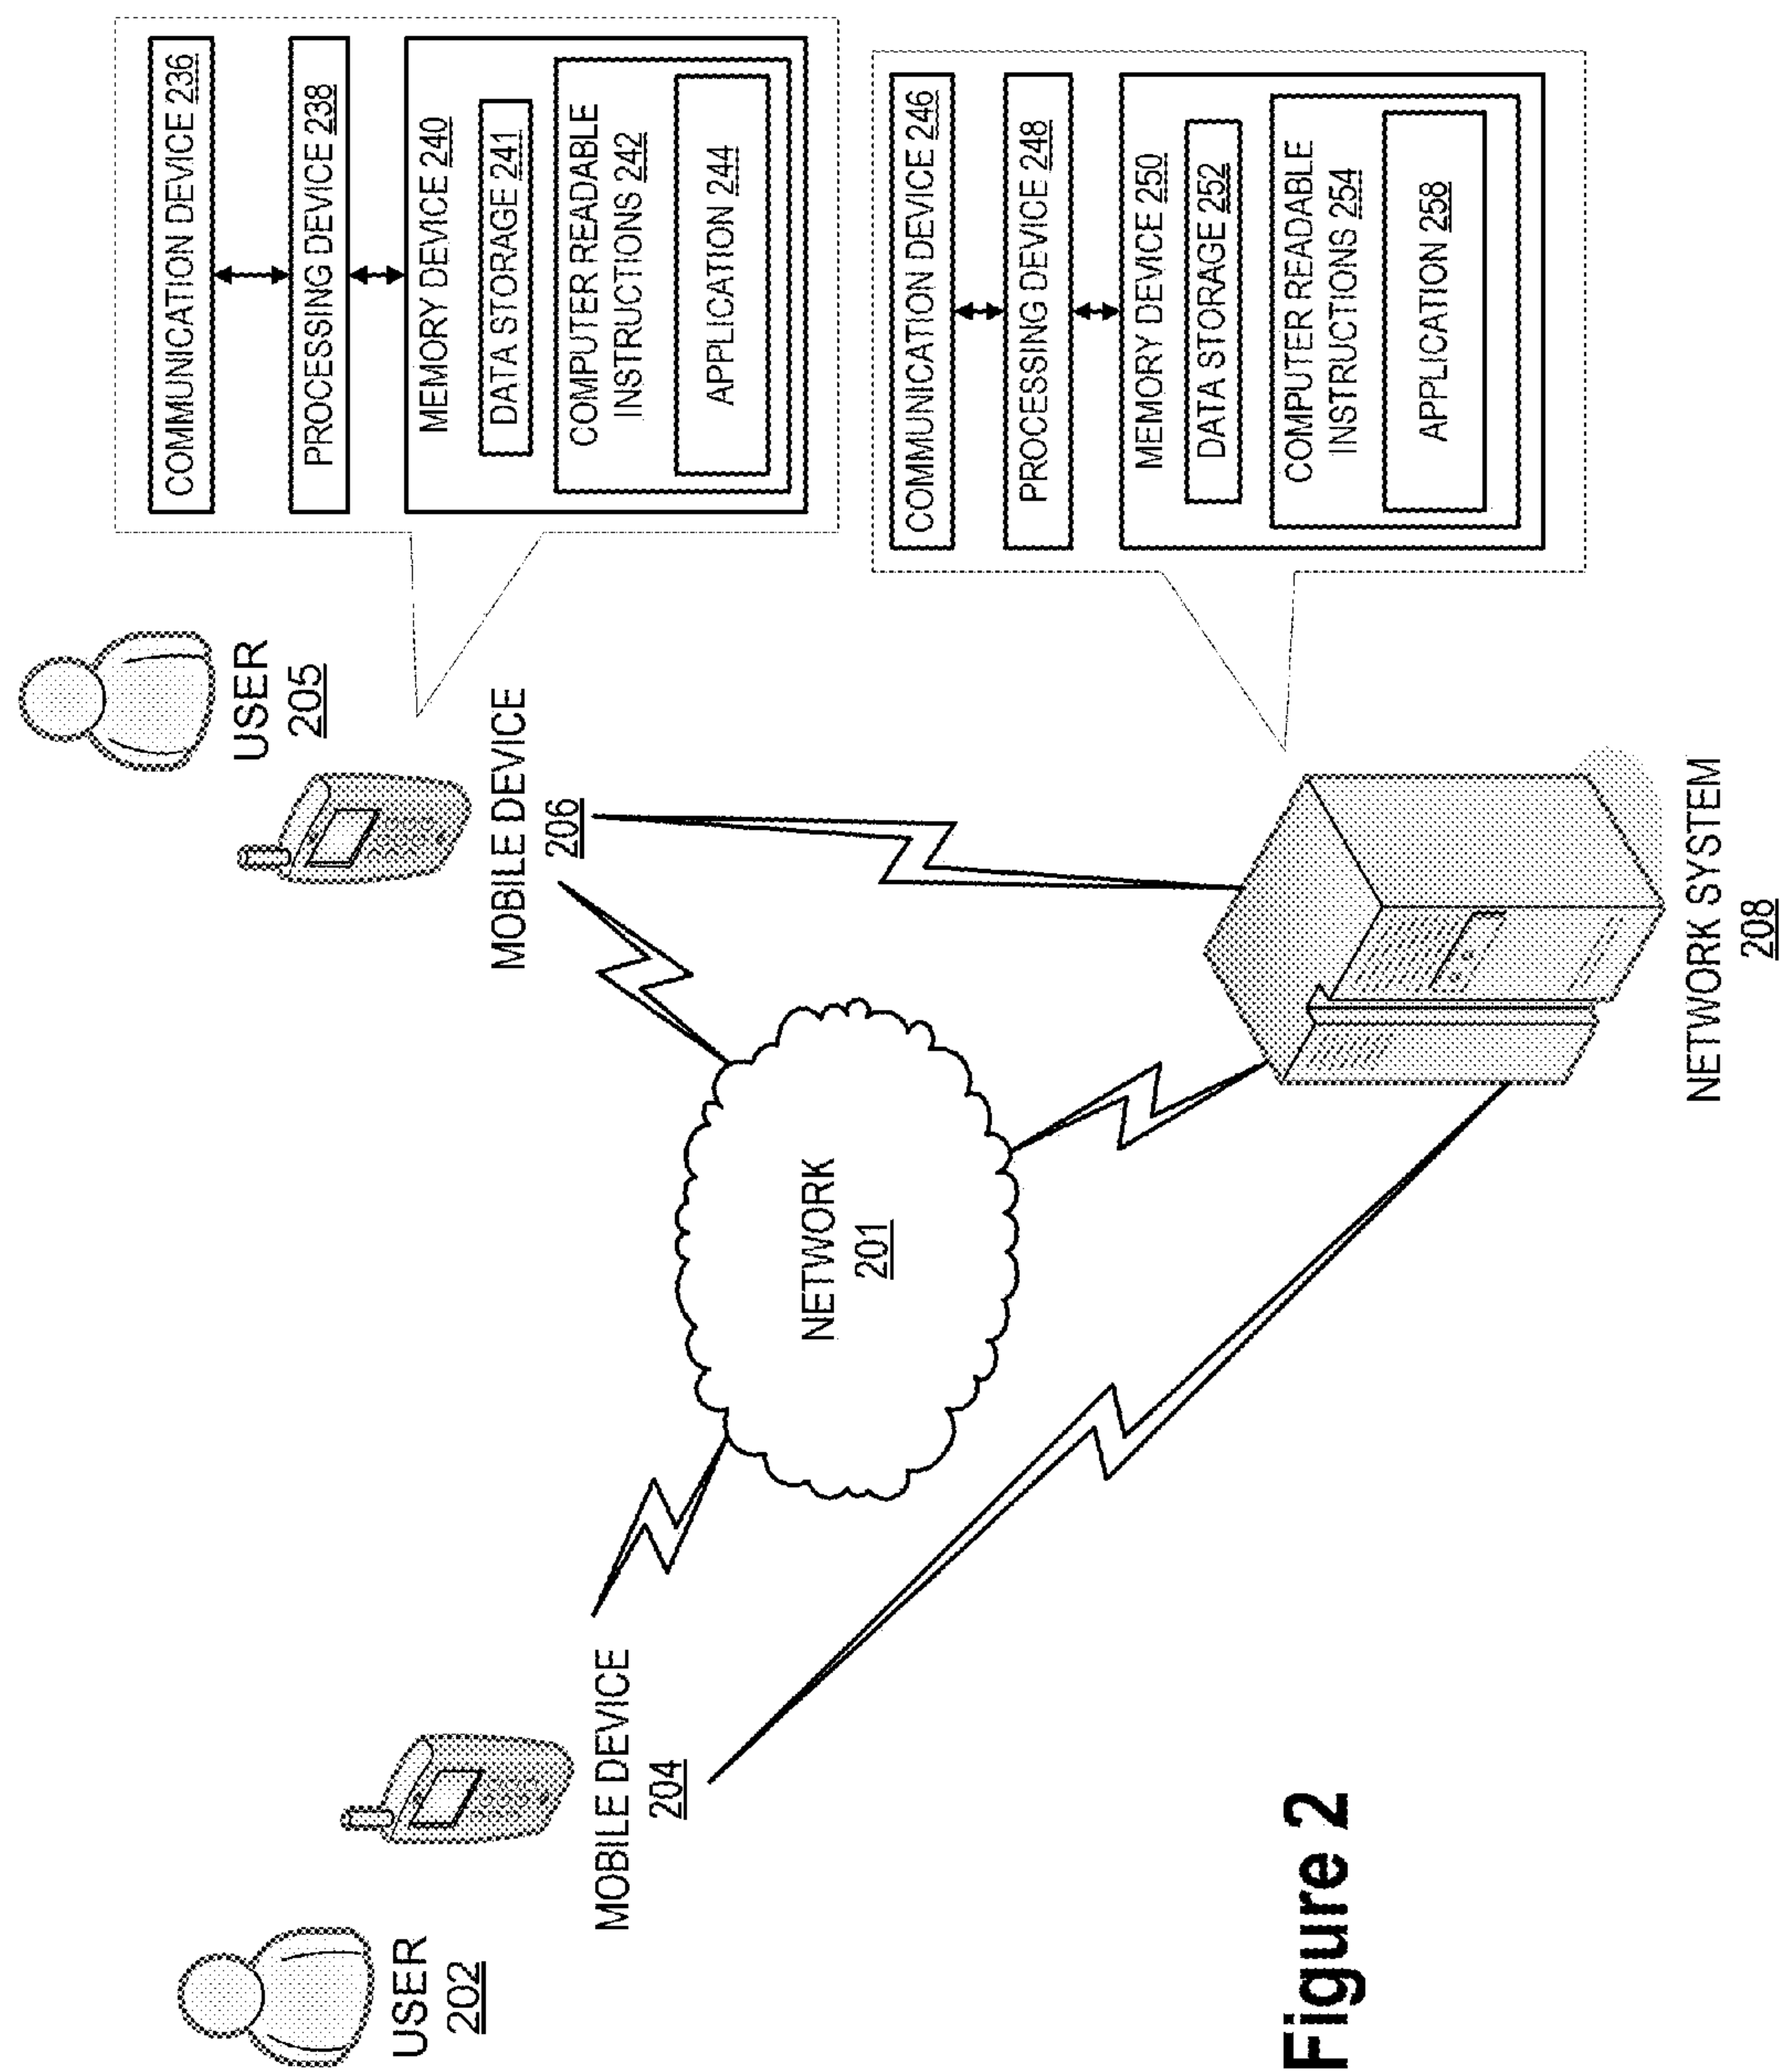 USER
202
MOBILE DEVICE
204
USER
205
MOBILE DEVICE
206
NETWORK
201
NETWORK SYSTEM
208
COMMUNICATION DEVICE 236
PROCESSING DEVICE 238
MEMORY DEVICE 240
DATA STORAGE 241
COMPUTER READABLE
INSTRUCTIONS 242
APPLICATION 244
COMMUNICATION DEVICE 246
PROCESSING DEVICE 248
MEMORY DEVICE 250
DATA STORAGE 252
COMPUTER READABLE
INSTRUCTIONS 254
APPLICATION 258
Figure 2